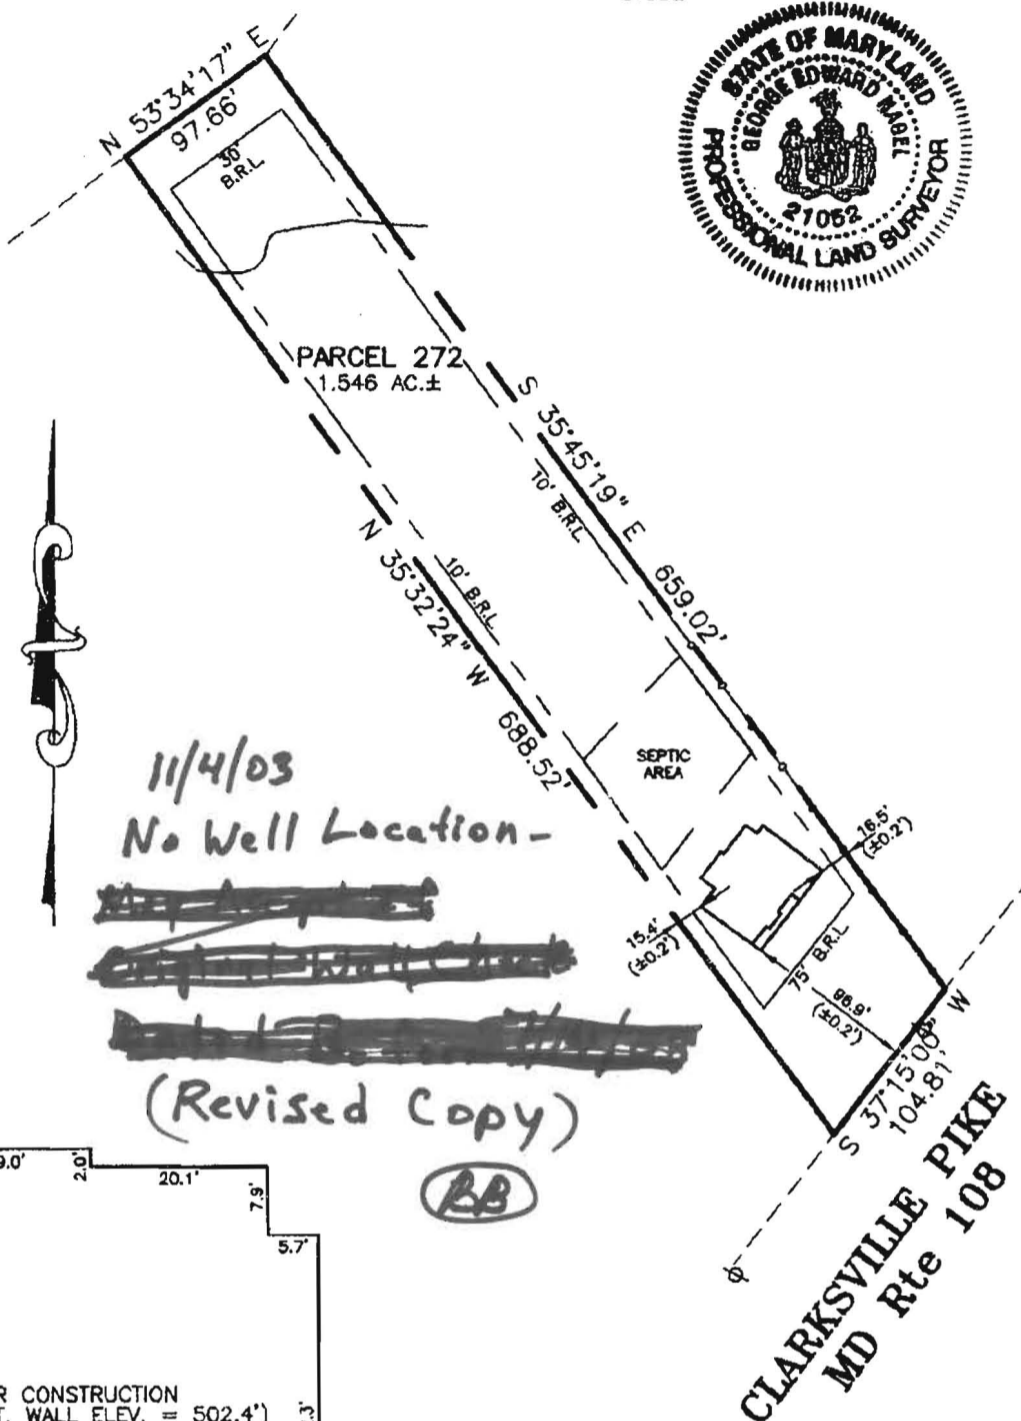 STATE OF MARYLAND
GEORGE EDWARD NAGEL
21052
PROFESSIONAL LAND SURVEYOR
N 53°34'17" E
97.66'
30'
B.R.L.
PARCEL 272
1.546 AC.±
S 35°45'19" E 659.02'
10' B.R.L.
N 35°32'24" W 688.52'
10' B.R.L.
SEPTIC
AREA
16.5'
(±0.2')
15.4'
(±0.2')
75' B.R.L.
(±0.2')
S 37°15'00" W
104.81'
CLARKSVILLE PIKE
MD Rte 108
11/4/03
No Well Location-
(Revised Copy)
BB
9.0'
2.0'
20.1'
7.9'
5.7'
R CONSTRUCTION
T. WALL ELEV. = 502.4')